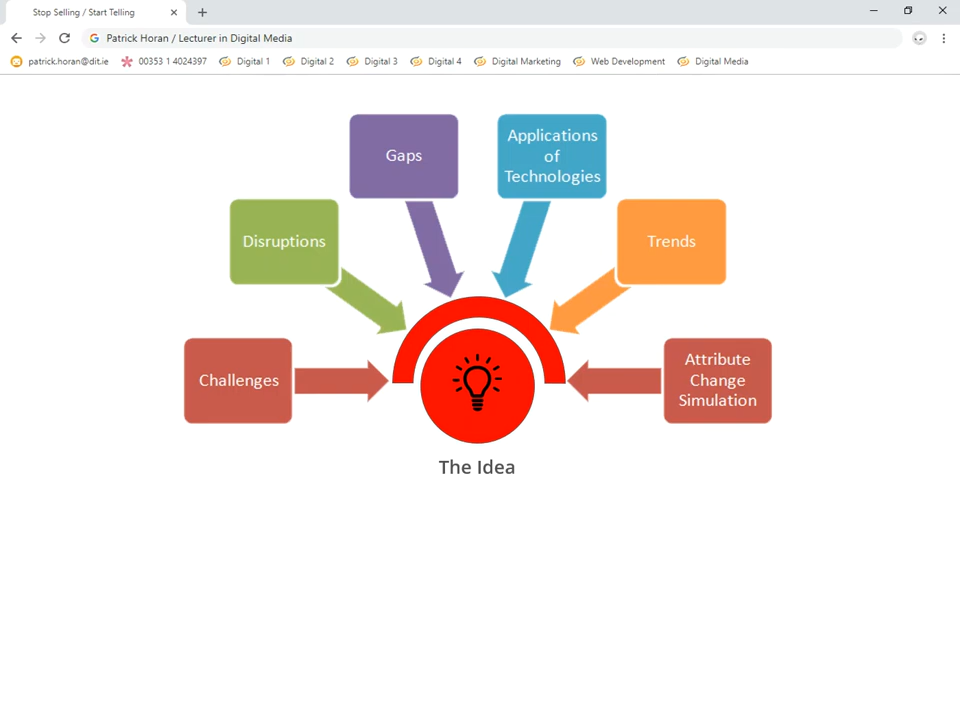 Stop Selling / Start Telling
Patrick Horan / Lecturer in Digital Media
patrick.horan@dit.ie 00353 1 4024397 Digital 1 Digital 2 Digital 3 Digital 4 Digital Marketing Web Development Digital Media
Gaps
Applications
of
Technologies
Disruptions
Trends
Challenges
Attribute
Change
Simulation
The Idea